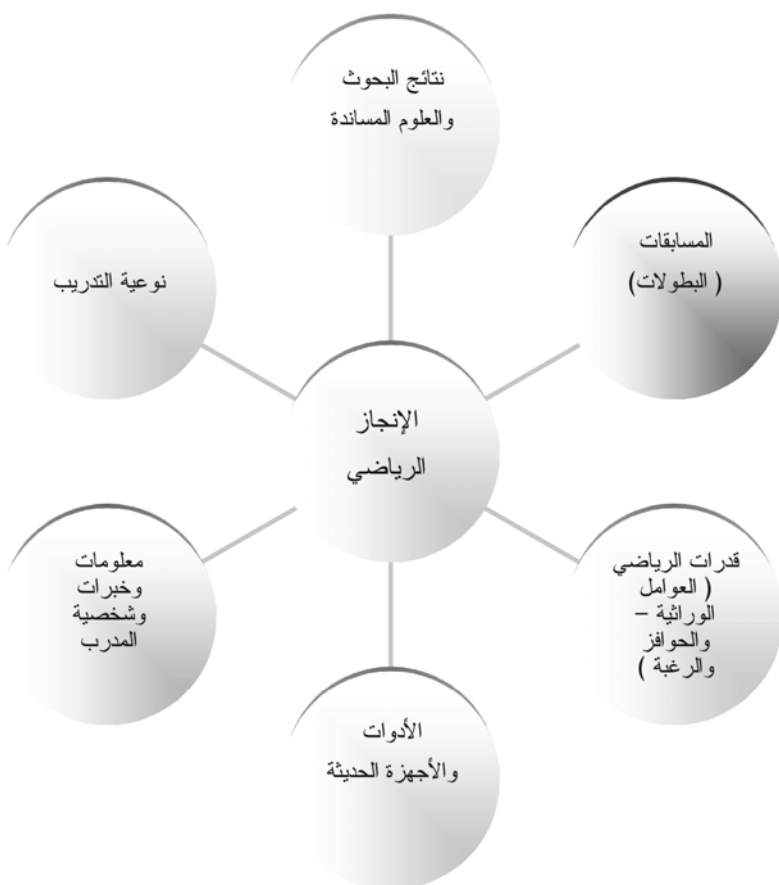 نتائج البحوث
والعلوم المساندة
المسابقات
( البطولات)
نوعية التدريب
الإنجاز
الرياضي
قدرات الرياضي
( العوامل
الوراثية –
والحوافز
والرغبة )
معلومات
وخبرات
وشخصية
المدرب
الأدوات
والأجهزة الحديثة